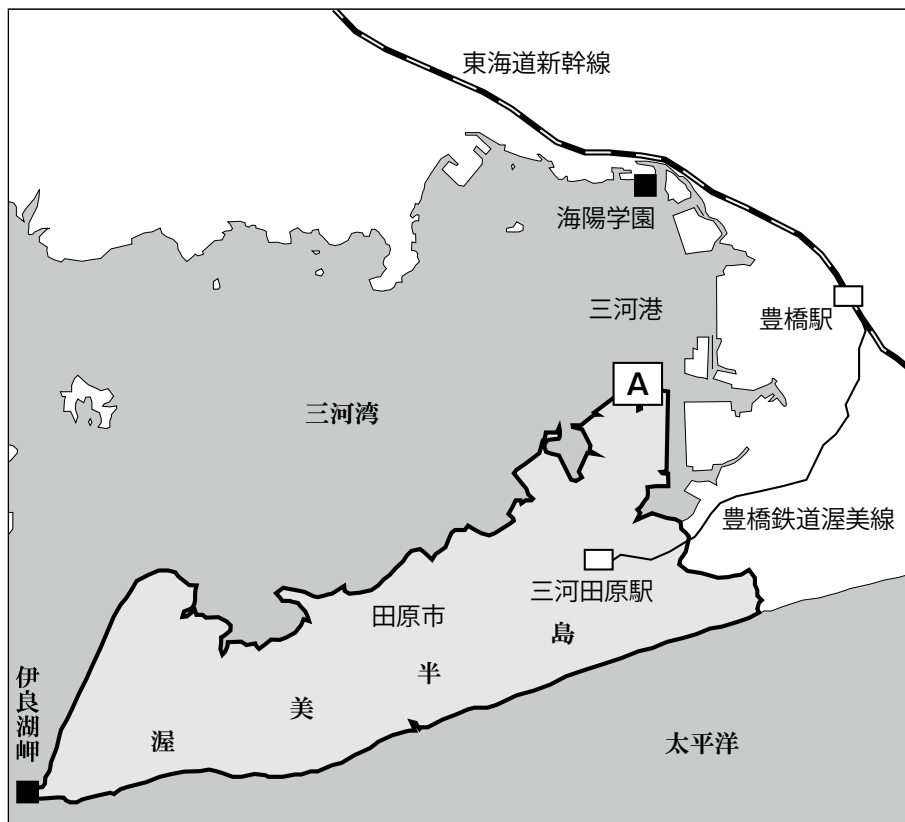 東海道新幹線
海陽学園
三河港
豊橋駅
A
三河湾
豊橋鉄道渥美線
三河田原駅
田原市
渥美半島
伊良湖岬
太平洋